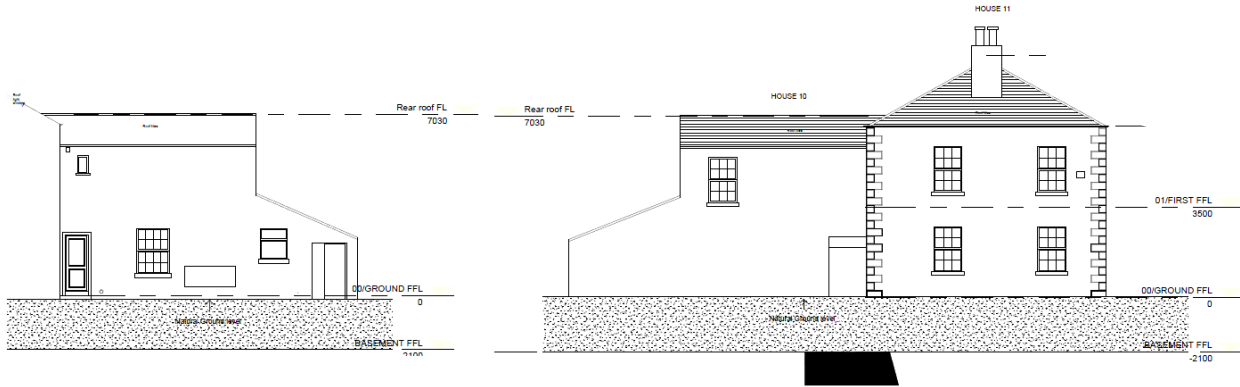 HOUSE 11
HOUSE 10
Rear roof FL
7030
Rear roof FL
7030
01/FIRST FFL
3500
00/GROUND FFL
0
00/GROUND FFL
0
Natural Ground level
Natural Ground level
BASEMENT FFL
-2100
BASEMENT FFL
-2100